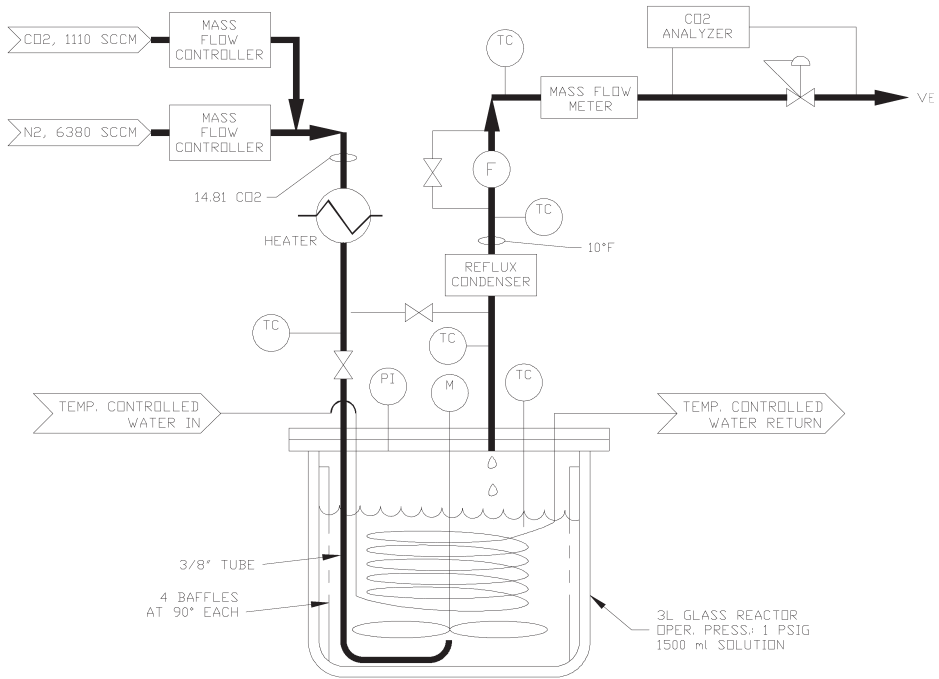 CO2, 1110 SCCM
MASS
FLOW
CONTROLLER
N2, 6380 SCCM
MASS
FLOW
CONTROLLER
14.81 CO2
HEATER
TC
TC
MASS FLOW
METER
CO2
ANALYZER
VE
F
TC
10°F
REFLUX
CONDENSER
TC
PI
M
TC
TEMP. CONTROLLED
WATER IN
TEMP. CONTROLLED
WATER RETURN
3/8" TUBE
4 BAFFLES
AT 90° EACH
3L GLASS REACTOR
OPER. PRESS.: 1 PSIG
1500 ml SOLUTION